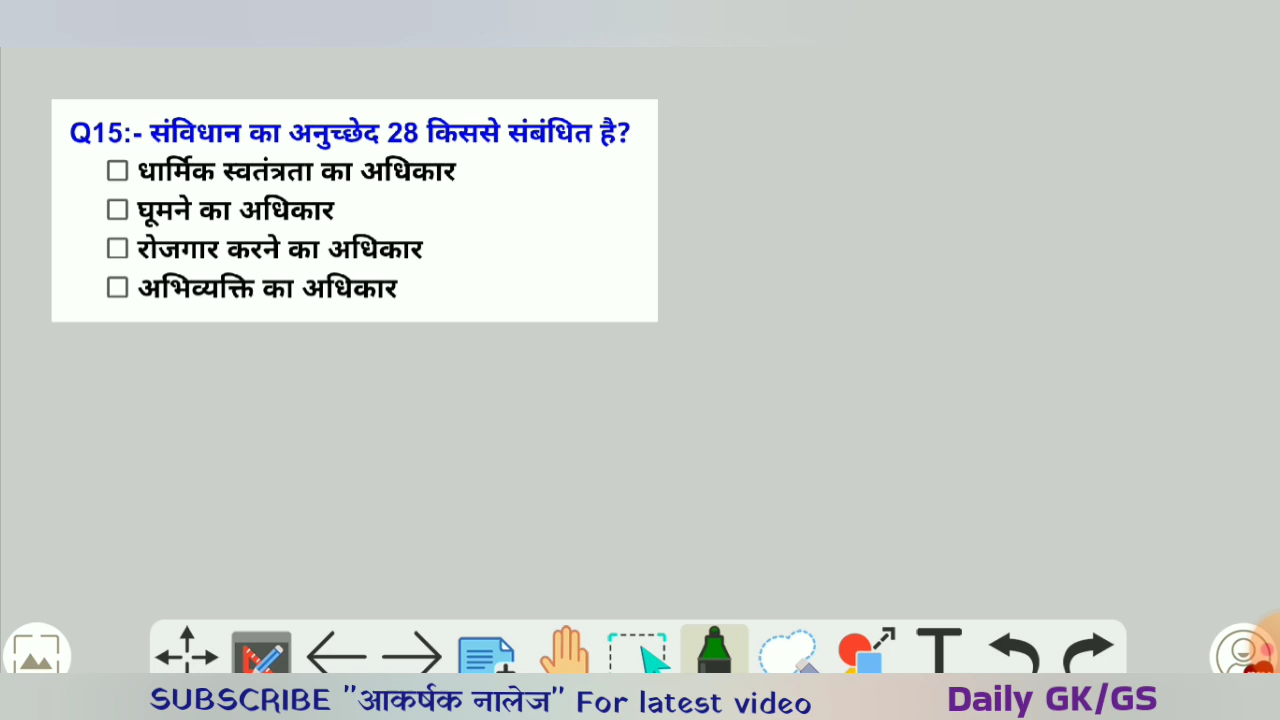 Q15:- संविधान का अनुच्छेद 28 किससे संबंधित है?
धार्मिक स्वतंत्रता का अधिकार
घूमने का अधिकार
रोजगार करने का अधिकार
अभिव्यक्ति का अधिकार
T
SUBSCRIBE "आकर्षक नालेज" For latest video
Daily GK/GS